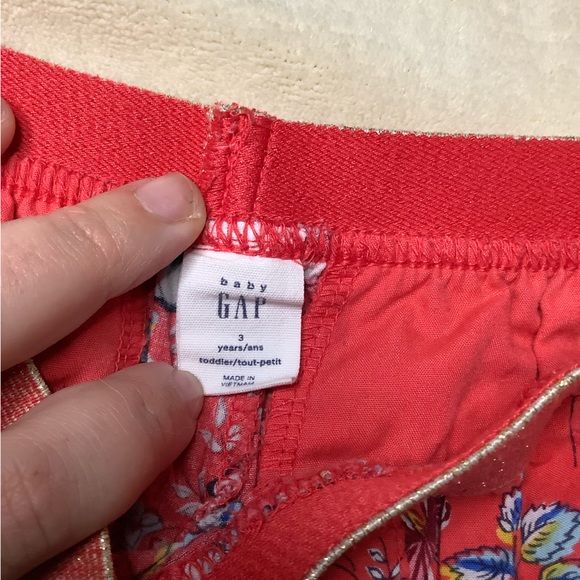 baby
GAP
3
years/ans
toddler/tout-petit
MADE IN
VIETNAM